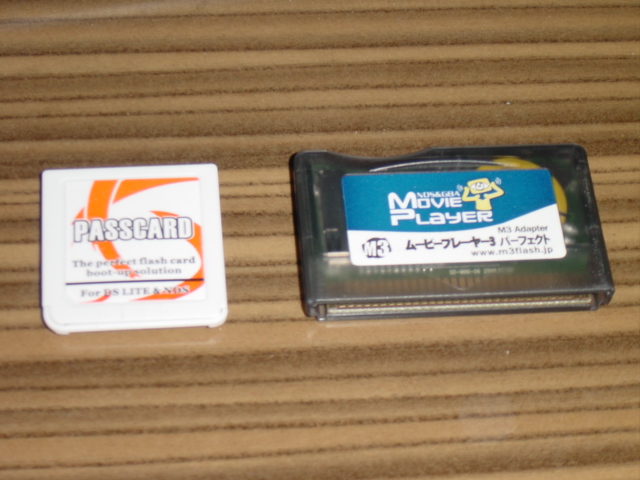 PASSCARD
The perfect flash card
boot-up solution
For DS LITE & NDS
NDS&GBA
MOVIE
PLAYER
M3 Adapter
M3
ムービープレーヤー3 パーフェクト
www.m3flash.jp